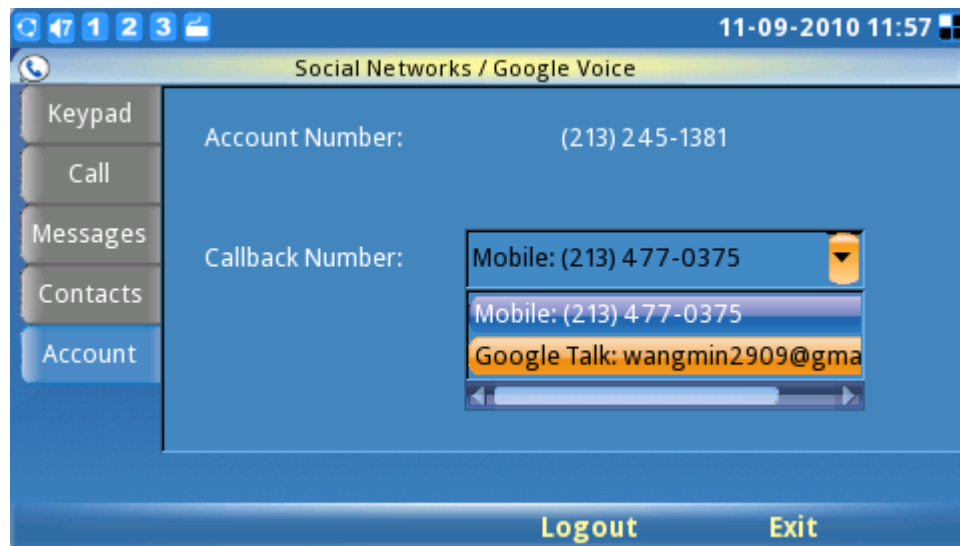 7 1 2 3 11-09-2010 11:57
Social Networks / Google Voice
Keypad
Account Number: (213) 245-1381
Call
Messages
Callback Number: Mobile: (213) 477-0375
Contacts
Mobile: (213) 477-0375
Account
Google Talk: wangmin2909@gma
Logout Exit